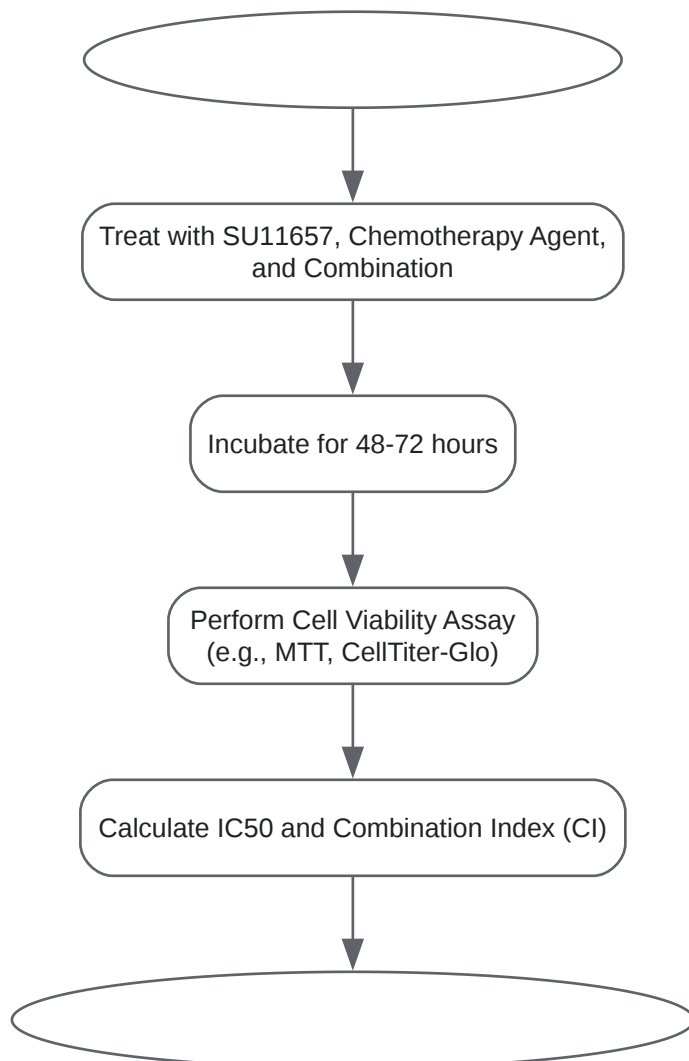 Treat with SU11657, Chemotherapy Agent,
and Combination
Incubate for 48-72 hours
Perform Cell Viability Assay
(e.g., MTT, CellTiter-Glo)
Calculate IC50 and Combination Index (CI)